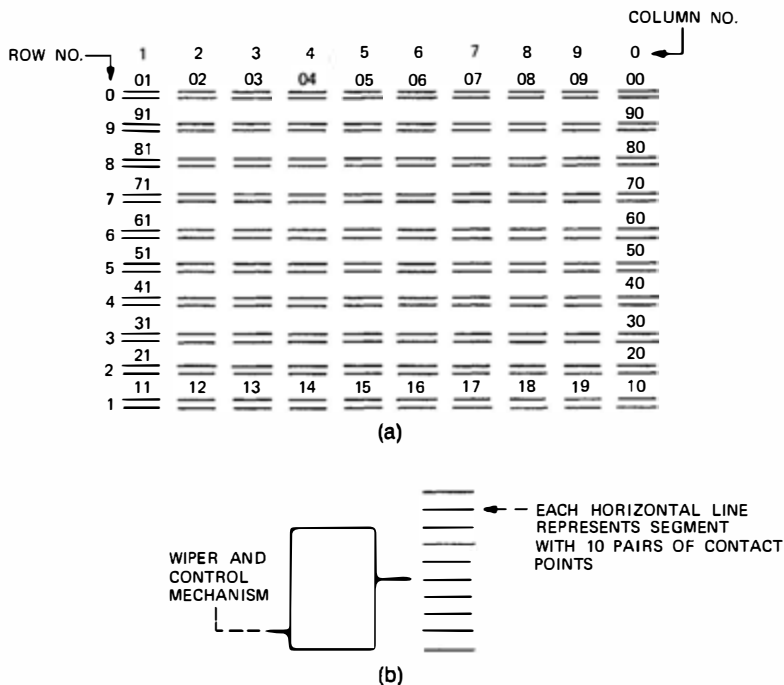 COLUMN NO.
1 2 3 4 5 6 7 8 9 0
ROW NO.
01 02 03 04 05 06 07 08 09 00
0
91 90
9
81 80
8
71 70
7
61 60
6
51 50
5
41 40
4
31 30
3
21 20
2
11 12 13 14 15 16 17 18 19 10
1
(a)
EACH HORIZONTAL LINE
REPRESENTS SEGMENT
WITH 10 PAIRS OF CONTACT
POINTS
WIPER AND
CONTROL
MECHANISM
(b)